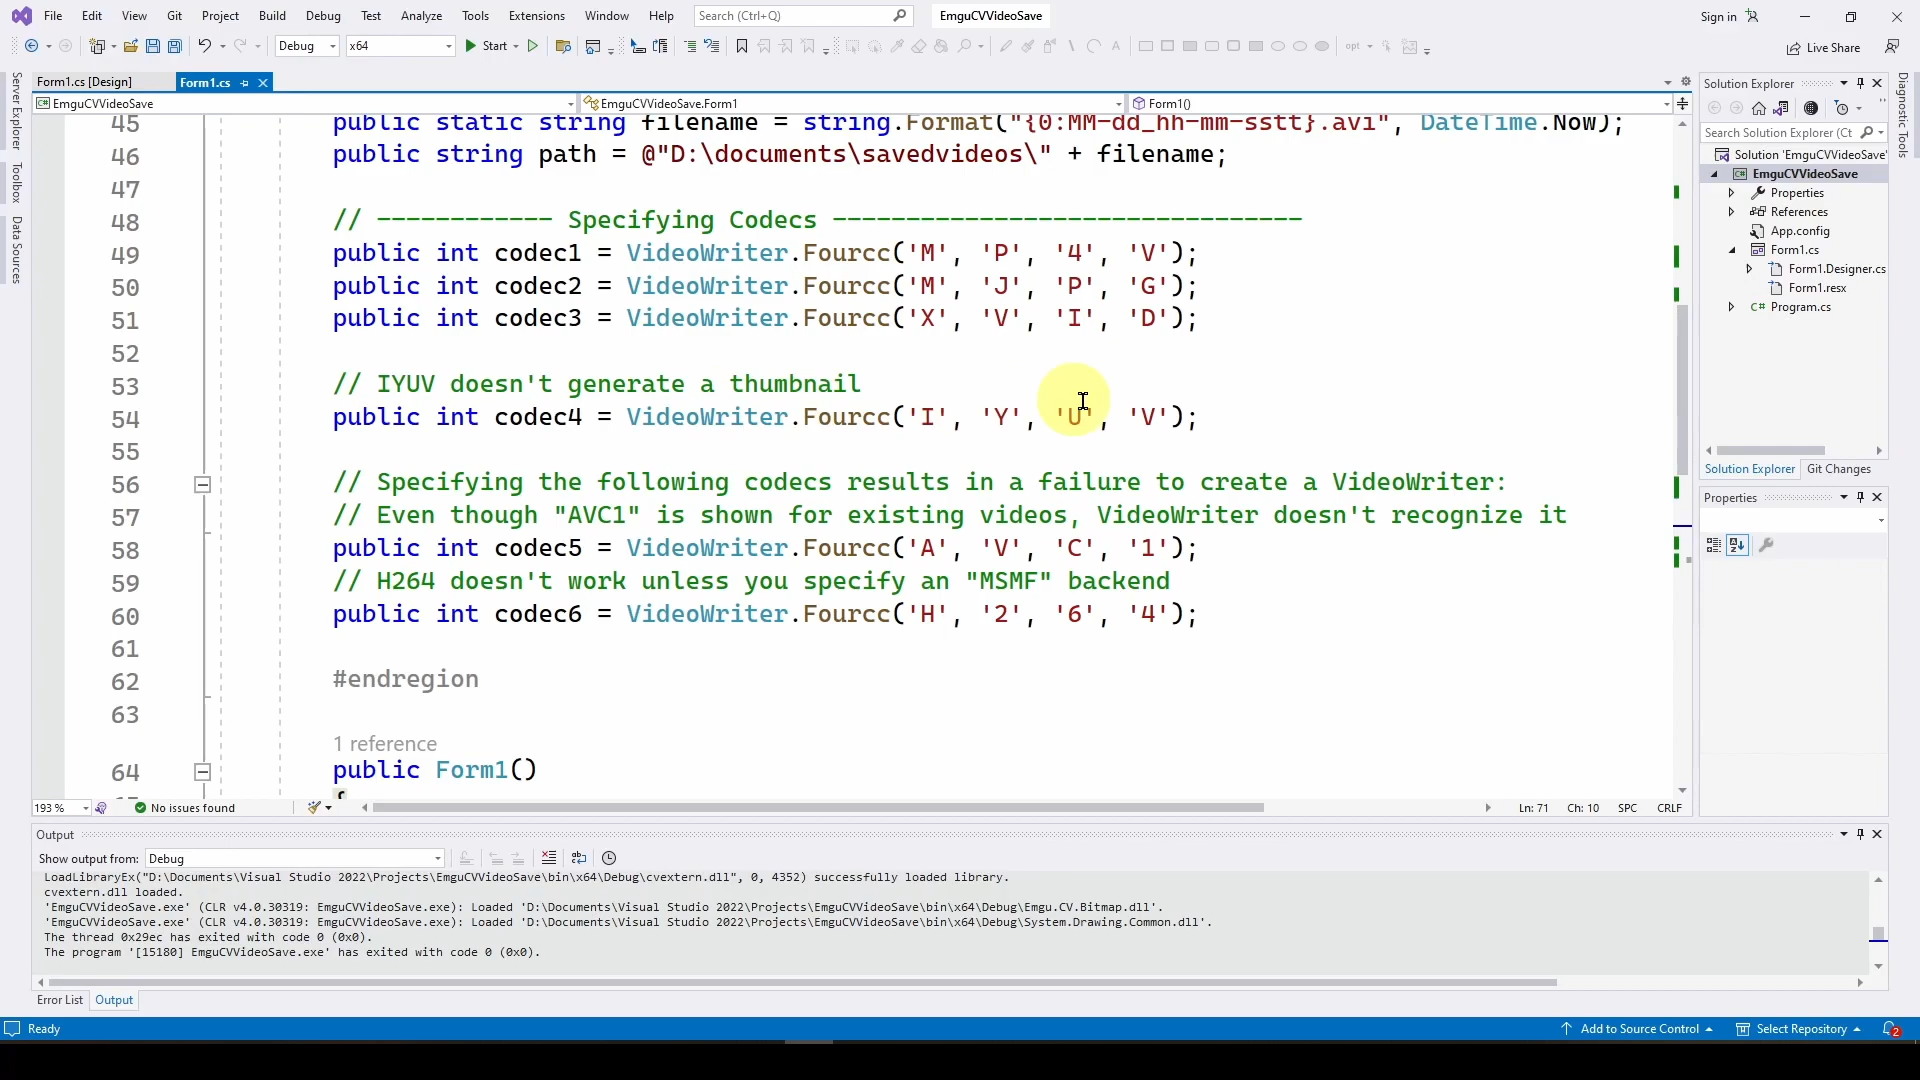 File Edit View Git Project Build Debug Test Analyze Tools Extensions Window Help Search (Ctrl+Q) EmguCVVideoSave Sign in
Debug x64 Start opt Live Share
Server Explorer
Toolbox
Data Sources
Form1.cs [Design] Form1.cs
EmguCVVideoSave EmguCVVideoSave.Form1 Form1()
45 public static string filename = string.Format("{0:MM-dd_hh-mm-sstt}.avi", DateTime.Now);
46 public string path = @"D:\documents\savedvideos\" + filename;
47
48 // ------------ Specifying Codecs --------------------------------
49 public int codec1 = VideoWriter.Fourcc('M', 'P', '4', 'V');
50 public int codec2 = VideoWriter.Fourcc('M', 'J', 'P', 'G');
51 public int codec3 = VideoWriter.Fourcc('X', 'V', 'I', 'D');
52
53 // IYUV doesn't generate a thumbnail
54 public int codec4 = VideoWriter.Fourcc('I', 'Y', 'U', 'V');
55
56 // Specifying the following codecs results in a failure to create a VideoWriter:
57 // Even though "AVC1" is shown for existing videos, VideoWriter doesn't recognize it
58 public int codec5 = VideoWriter.Fourcc('A', 'V', 'C', '1');
59 // H264 doesn't work unless you specify an "MSMF" backend
60 public int codec6 = VideoWriter.Fourcc('H', '2', '6', '4');
61
62 #endregion
63
1 reference
64 public Form1()
{
193 % No issues found Ln: 71 Ch: 10 SPC CRLF
Solution Explorer
Search Solution Explorer (Ct
Solution 'EmguCVVideoSave'
EmguCVVideoSave
Properties
References
App.config
Form1.cs
Form1.Designer.cs
Form1.resx
Program.cs
Solution Explorer Git Changes
Properties
Diagnostic Tools
Output
Show output from: Debug
LoadLibraryEx("D:\Documents\Visual Studio 2022\Projects\EmguCVVideoSave\bin\x64\Debug\cvextern.dll", 0, 4352) successfully loaded library.
cvextern.dll loaded.
'EmguCVVideoSave.exe' (CLR v4.0.30319: EmguCVVideoSave.exe): Loaded 'D:\Documents\Visual Studio 2022\Projects\EmguCVVideoSave\bin\x64\Debug\Emgu.CV.Bitmap.dll'.
'EmguCVVideoSave.exe' (CLR v4.0.30319: EmguCVVideoSave.exe): Loaded 'D:\Documents\Visual Studio 2022\Projects\EmguCVVideoSave\bin\x64\Debug\System.Drawing.Common.dll'.
The thread 0x29ec has exited with code 0 (0x0).
The program '[15180] EmguCVVideoSave.exe' has exited with code 0 (0x0).
Error List Output
Ready Add to Source Control Select Repository 2